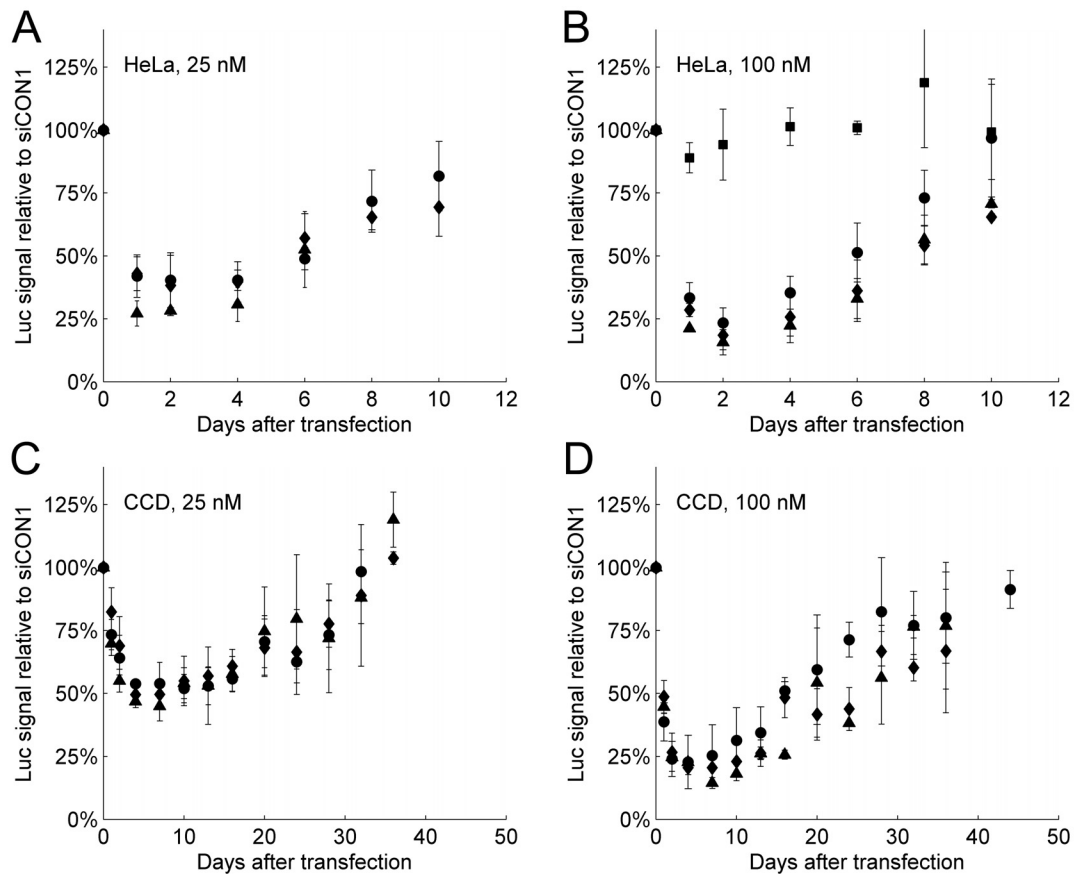 A
HeLa, 25 nM
Luc signal relative to siCON1
125%
100%
75%
50%
25%
0%
0 2 4 6 8 10 12
Days after transfection
B
HeLa, 100 nM
Luc signal relative to siCON1
125%
100%
75%
50%
25%
0%
0 2 4 6 8 10 12
Days after transfection
C
CCD, 25 nM
Luc signal relative to siCON1
125%
100%
75%
50%
25%
0%
0 10 20 30 40 50
Days after transfection
D
CCD, 100 nM
Luc signal relative to siCON1
125%
100%
75%
50%
25%
0%
0 10 20 30 40 50
Days after transfection